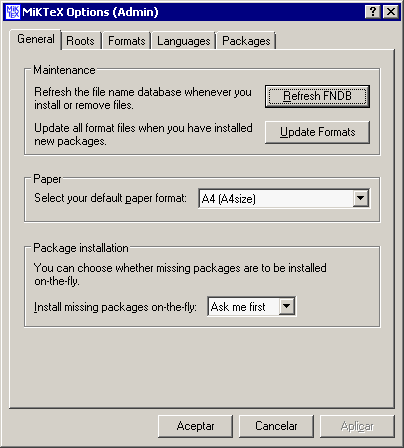 MiKTeX Options (Admin)
General Roots Formats Languages Packages
Maintenance
Refresh the file name database whenever you
install or remove files.
Refresh FNDB
Update all format files when you have installed
new packages.
Update Formats
Paper
Select your default paper format: A4 (A4size)
Package installation
You can choose whether missing packages are to be installed
on-the-fly.
Install missing packages on-the-fly: Ask me first
Aceptar Cancelar Aplicar